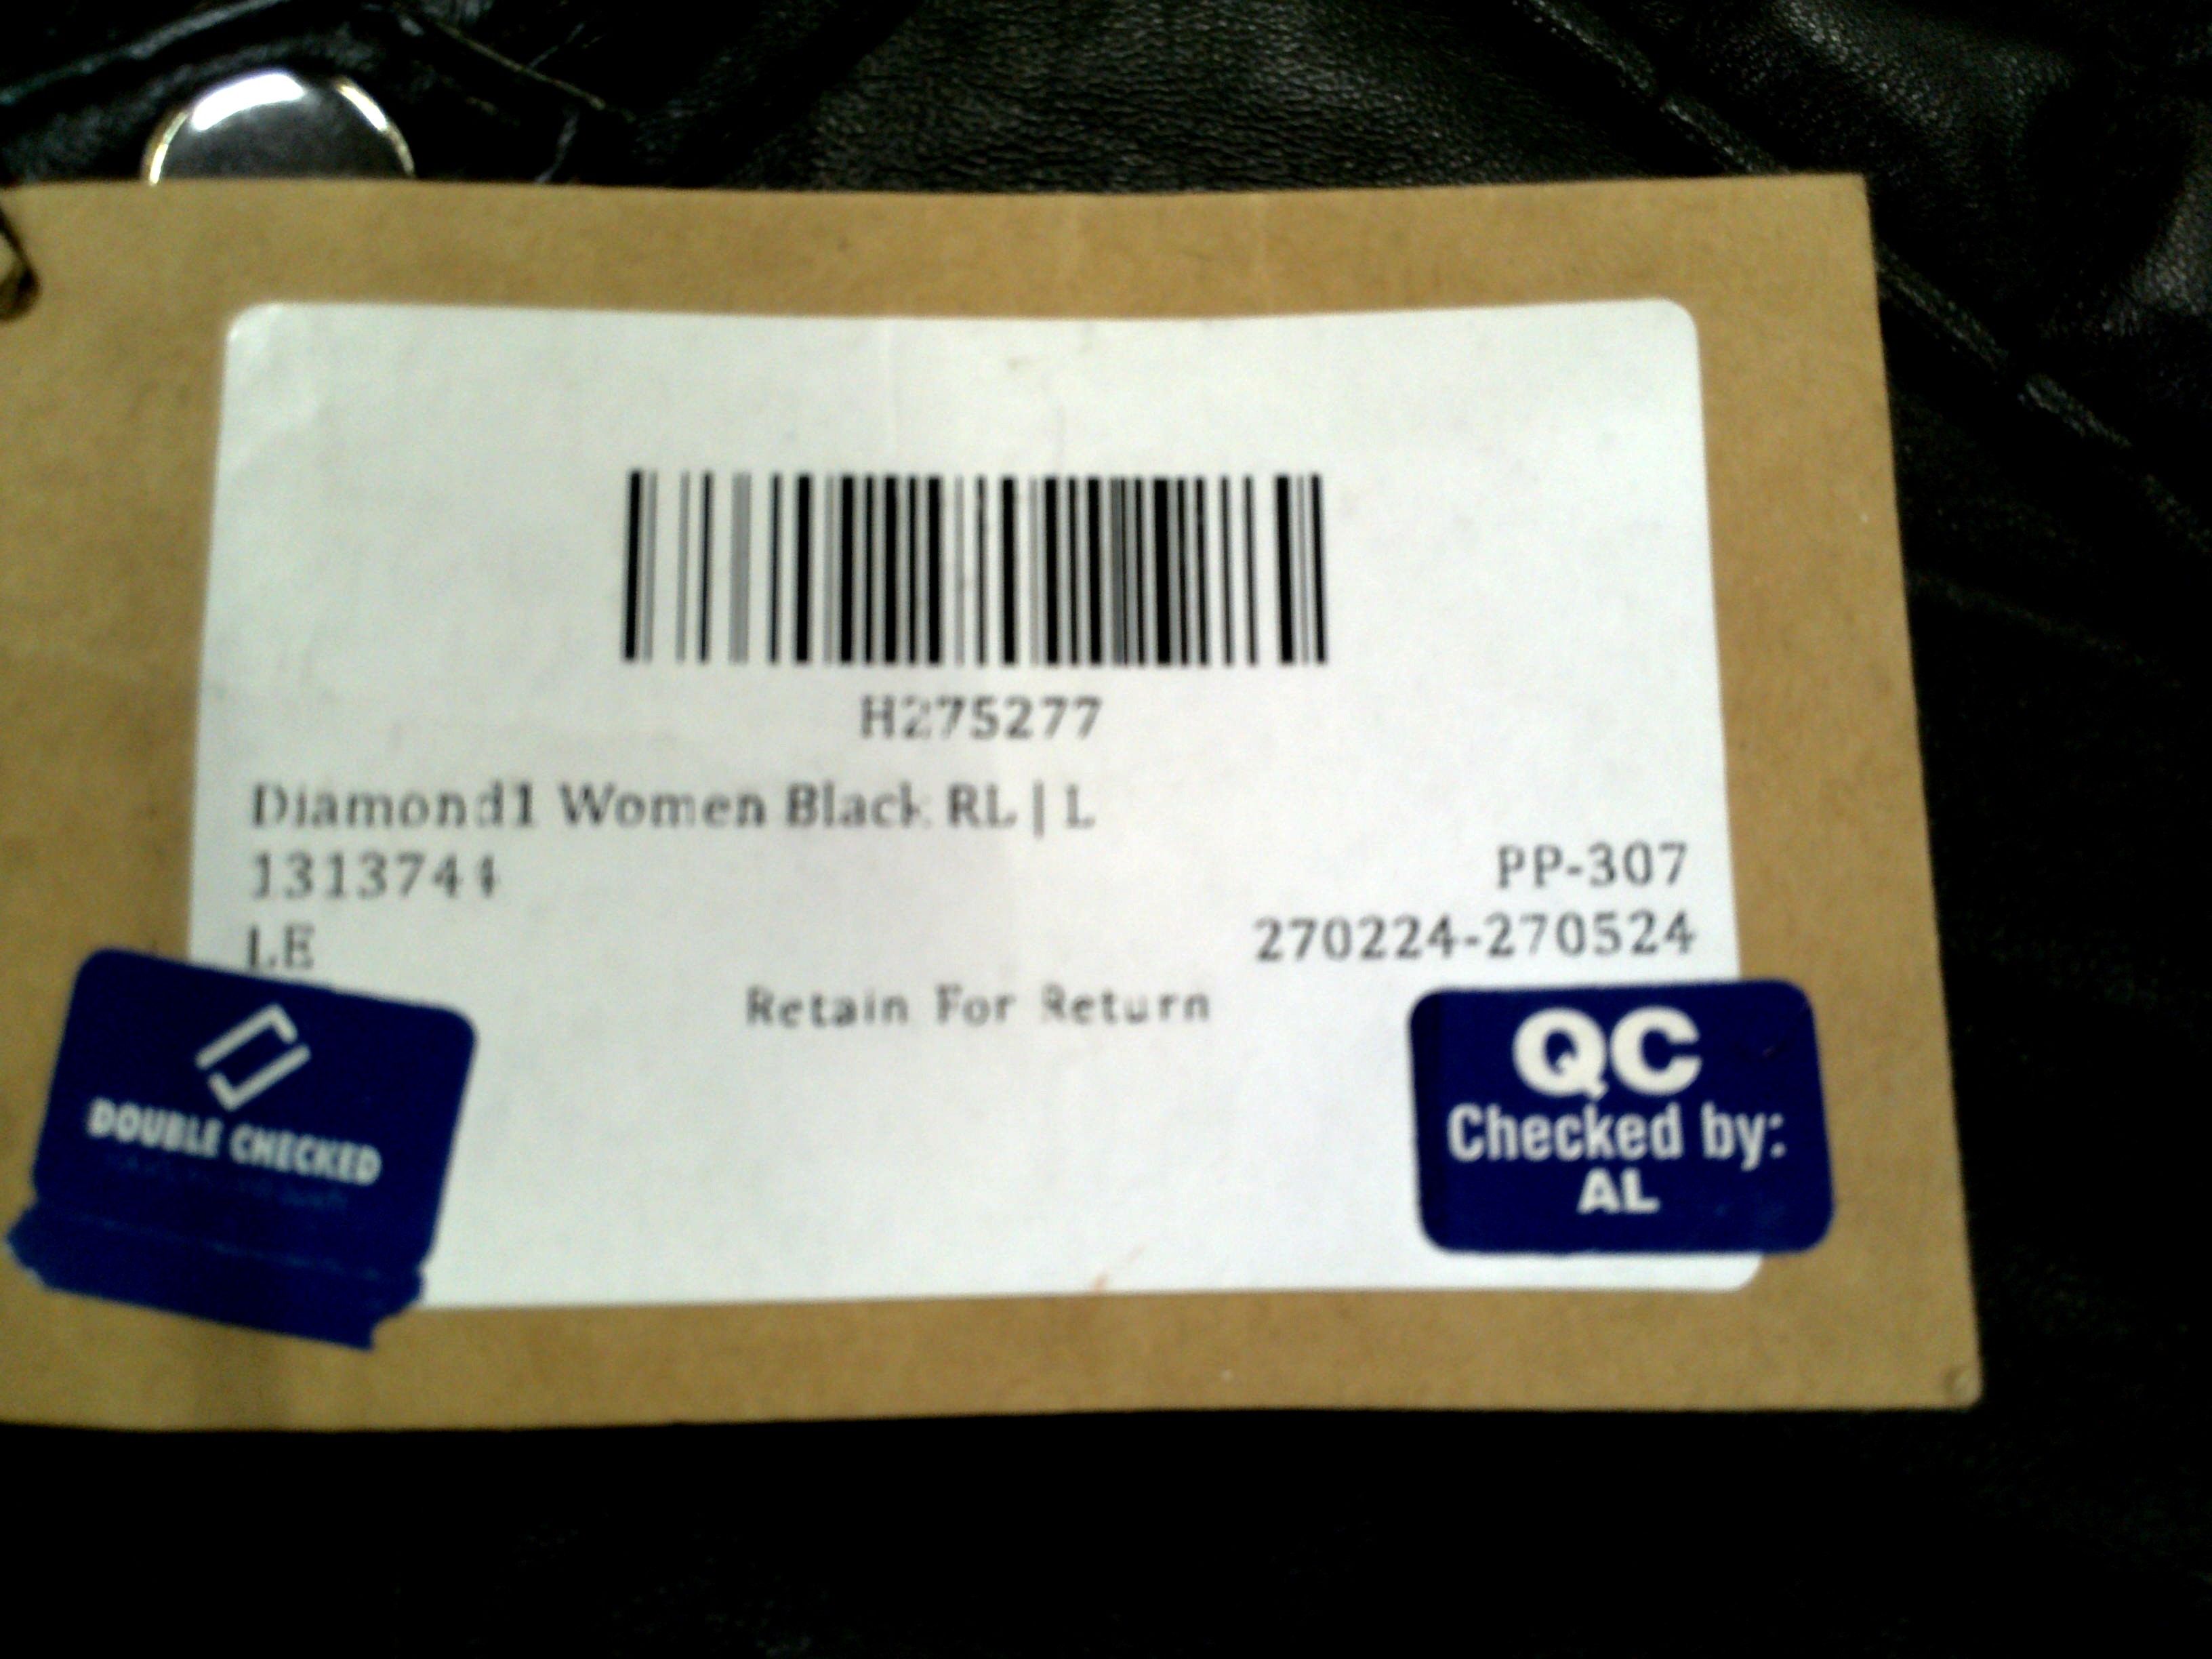 H275277
Diamond1 Women Black RL | L
1313744
PP-307
LE
270224-270524
Retain For Return
DOUBLE CHECKED
QC
Checked by:
AL